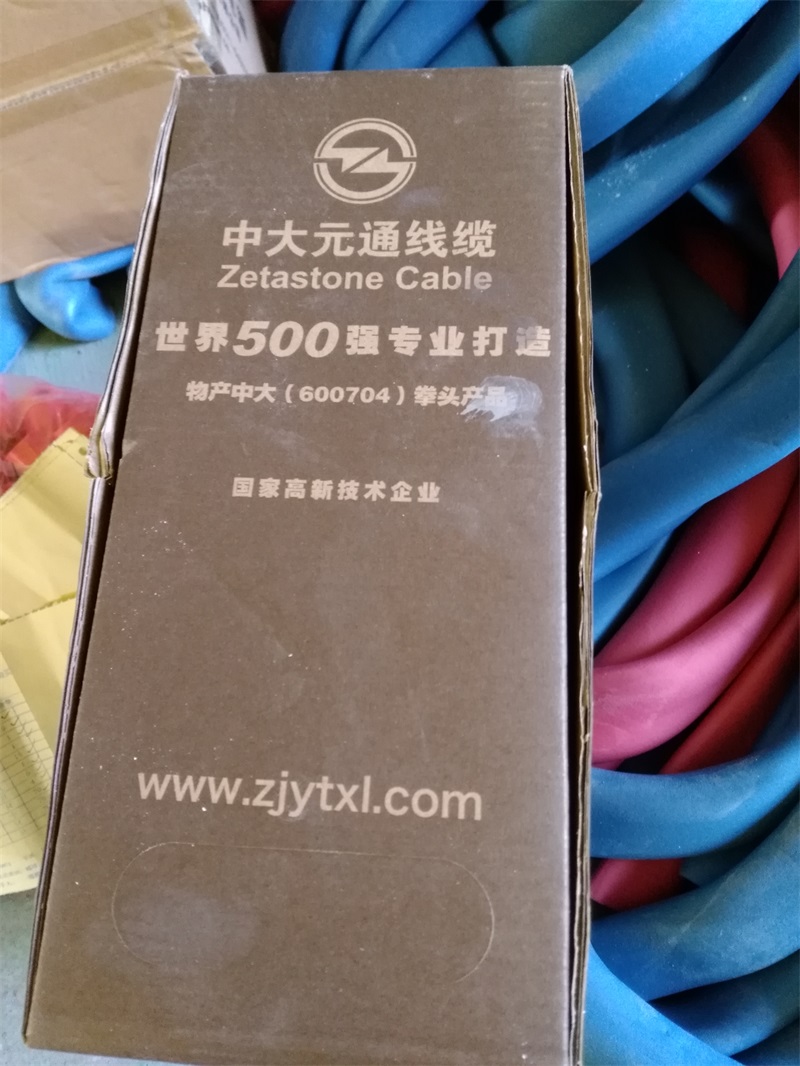 中大元通线缆
Zetastone Cable
世界500强专业打造
物产中大（600704）拳头产品
国家高新技术企业
www.zjytxl.com